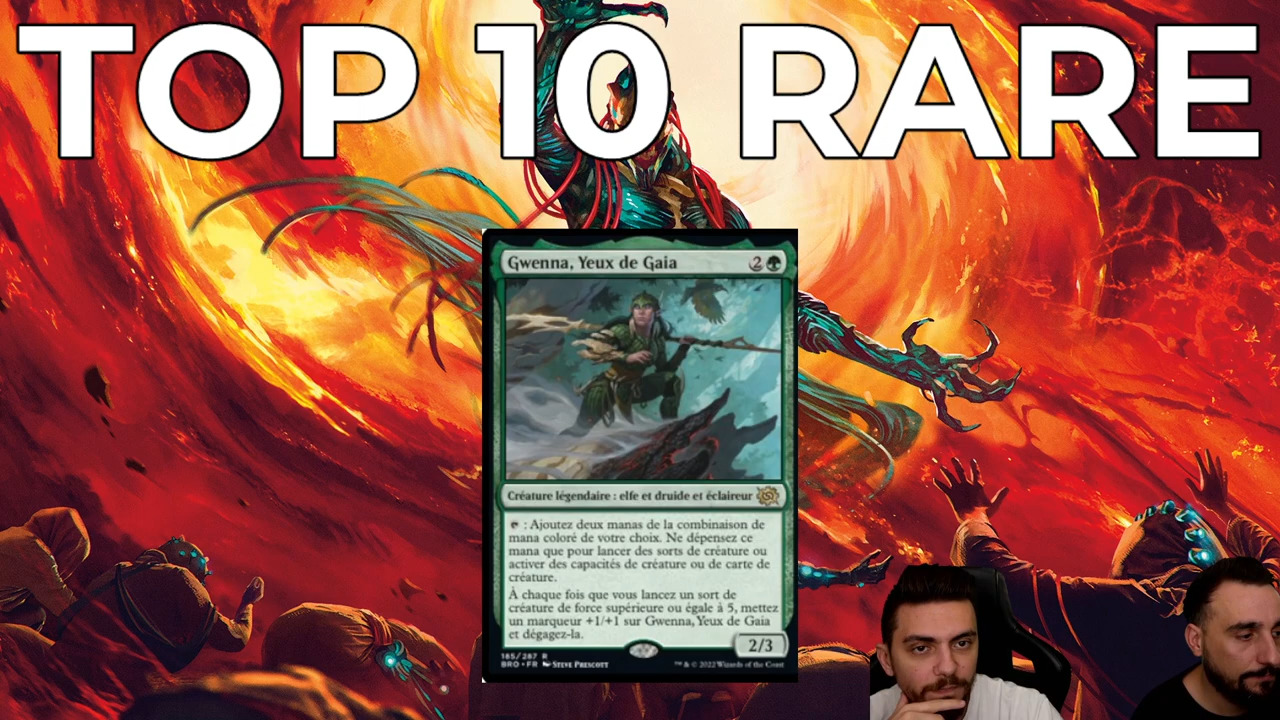 TOP 10 RARE
Gwenna, Yeux de Gaia 2
Créature légendaire : elfe et druide et éclaireur
: Ajoutez deux manas de la combinaison de
mana coloré de votre choix. Ne dépensez ce
mana que pour lancer des sorts de créature ou
activer des capacités de créature ou de carte de
créature.
À chaque fois que vous lancez un sort de
créature de force supérieure ou égale à 5, mettez
un marqueur +1/+1 sur Gwenna, Yeux de Gaia
et dégagez-la.
2/3
185/287 R
BRO • FR Steve Prescott
™ & © 2022 Wizards of the Coast